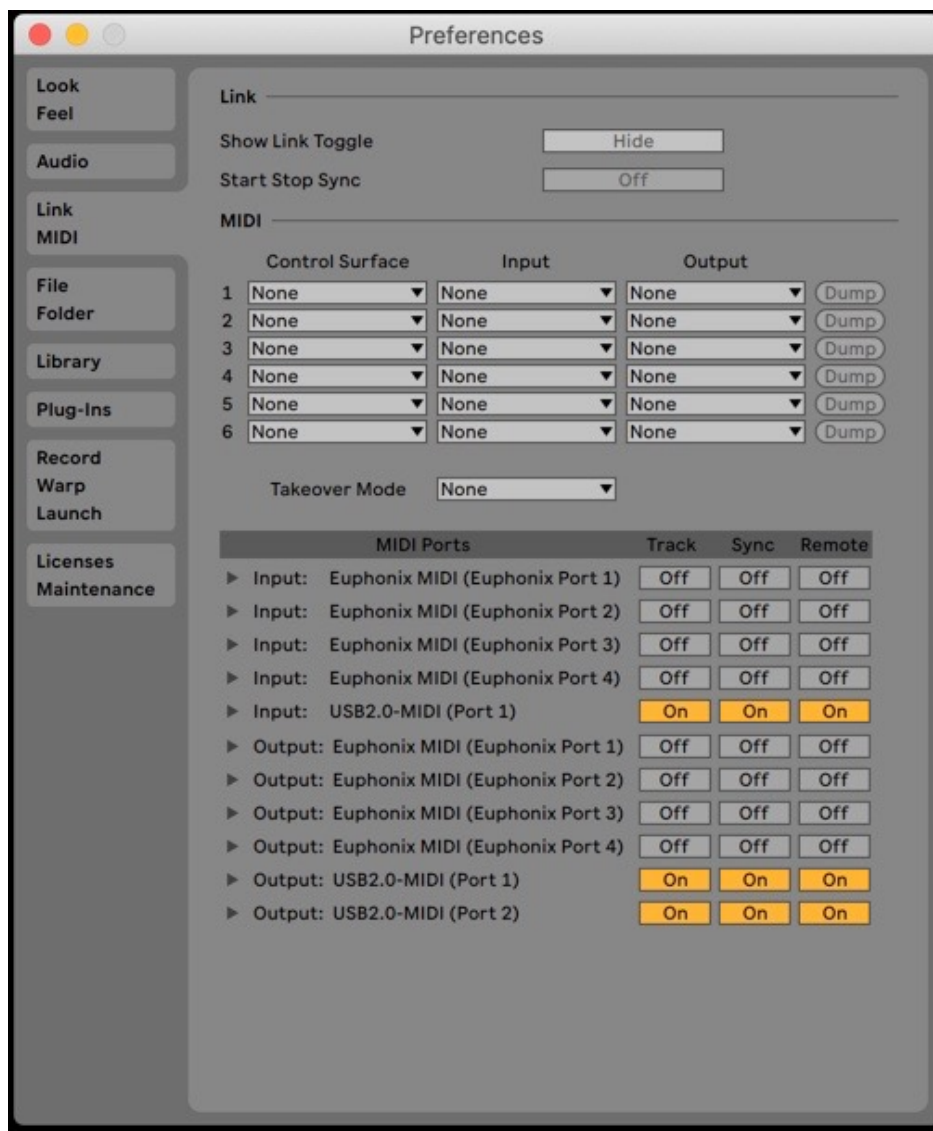 Preferences
Look
Feel
Audio
Link
MIDI
File
Folder
Library
Plug-Ins
Record
Warp
Launch
Licenses
Maintenance
Link
Show Link Toggle Hide
Start Stop Sync Off
MIDI
Control Surface Input Output
1 None None None Dump
2 None None None Dump
3 None None None Dump
4 None None None Dump
5 None None None Dump
6 None None None Dump
Takeover Mode None
MIDI Ports Track Sync Remote
Input: Euphonix MIDI (Euphonix Port 1) Off Off Off
Input: Euphonix MIDI (Euphonix Port 2) Off Off Off
Input: Euphonix MIDI (Euphonix Port 3) Off Off Off
Input: Euphonix MIDI (Euphonix Port 4) Off Off Off
Input: USB2.0-MIDI (Port 1) On On On
Output: Euphonix MIDI (Euphonix Port 1) Off Off Off
Output: Euphonix MIDI (Euphonix Port 2) Off Off Off
Output: Euphonix MIDI (Euphonix Port 3) Off Off Off
Output: Euphonix MIDI (Euphonix Port 4) Off Off Off
Output: USB2.0-MIDI (Port 1) On On On
Output: USB2.0-MIDI (Port 2) On On On